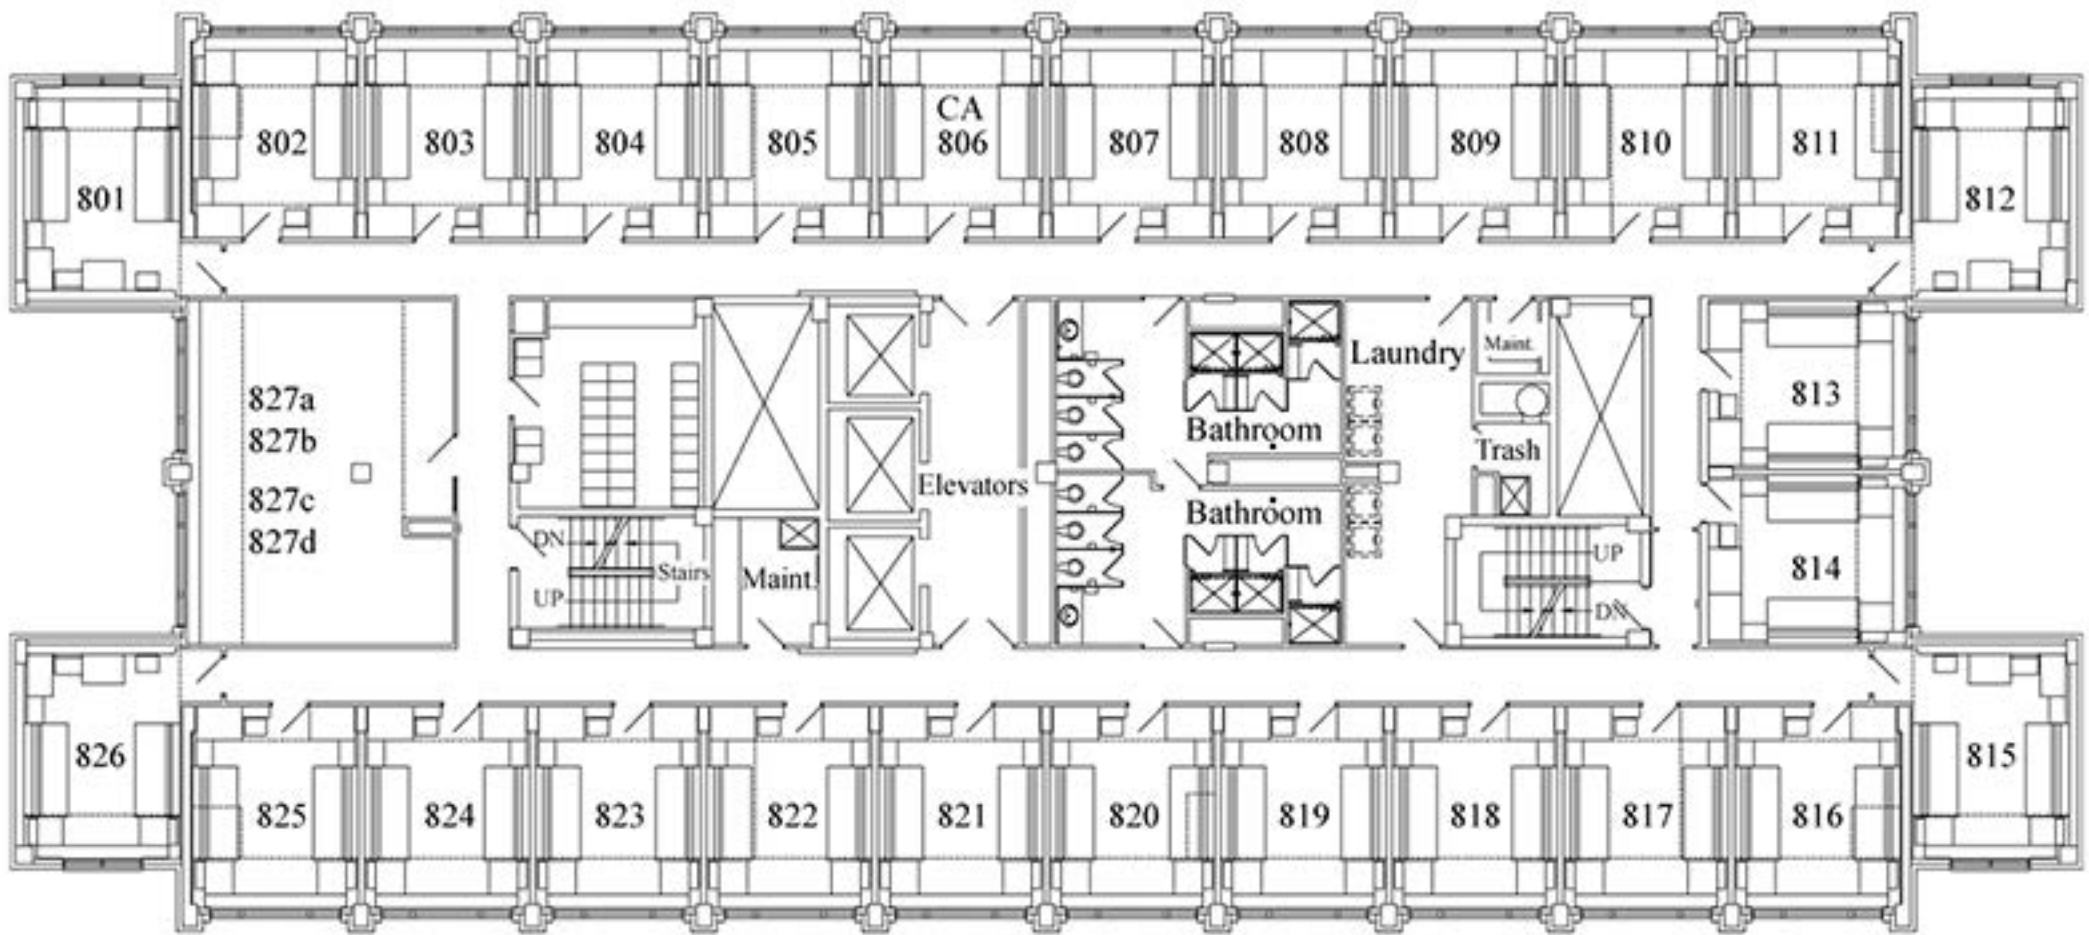 801
802
803
804
805
CA
806
807
808
809
810
811
812
827a
827b
827c
827d
DN
UP
Stairs
Maint.
Elevators
Bathroom
Bathroom
Laundry
Maint.
Trash
UP
DN
813
814
826
825
824
823
822
821
820
819
818
817
816
815